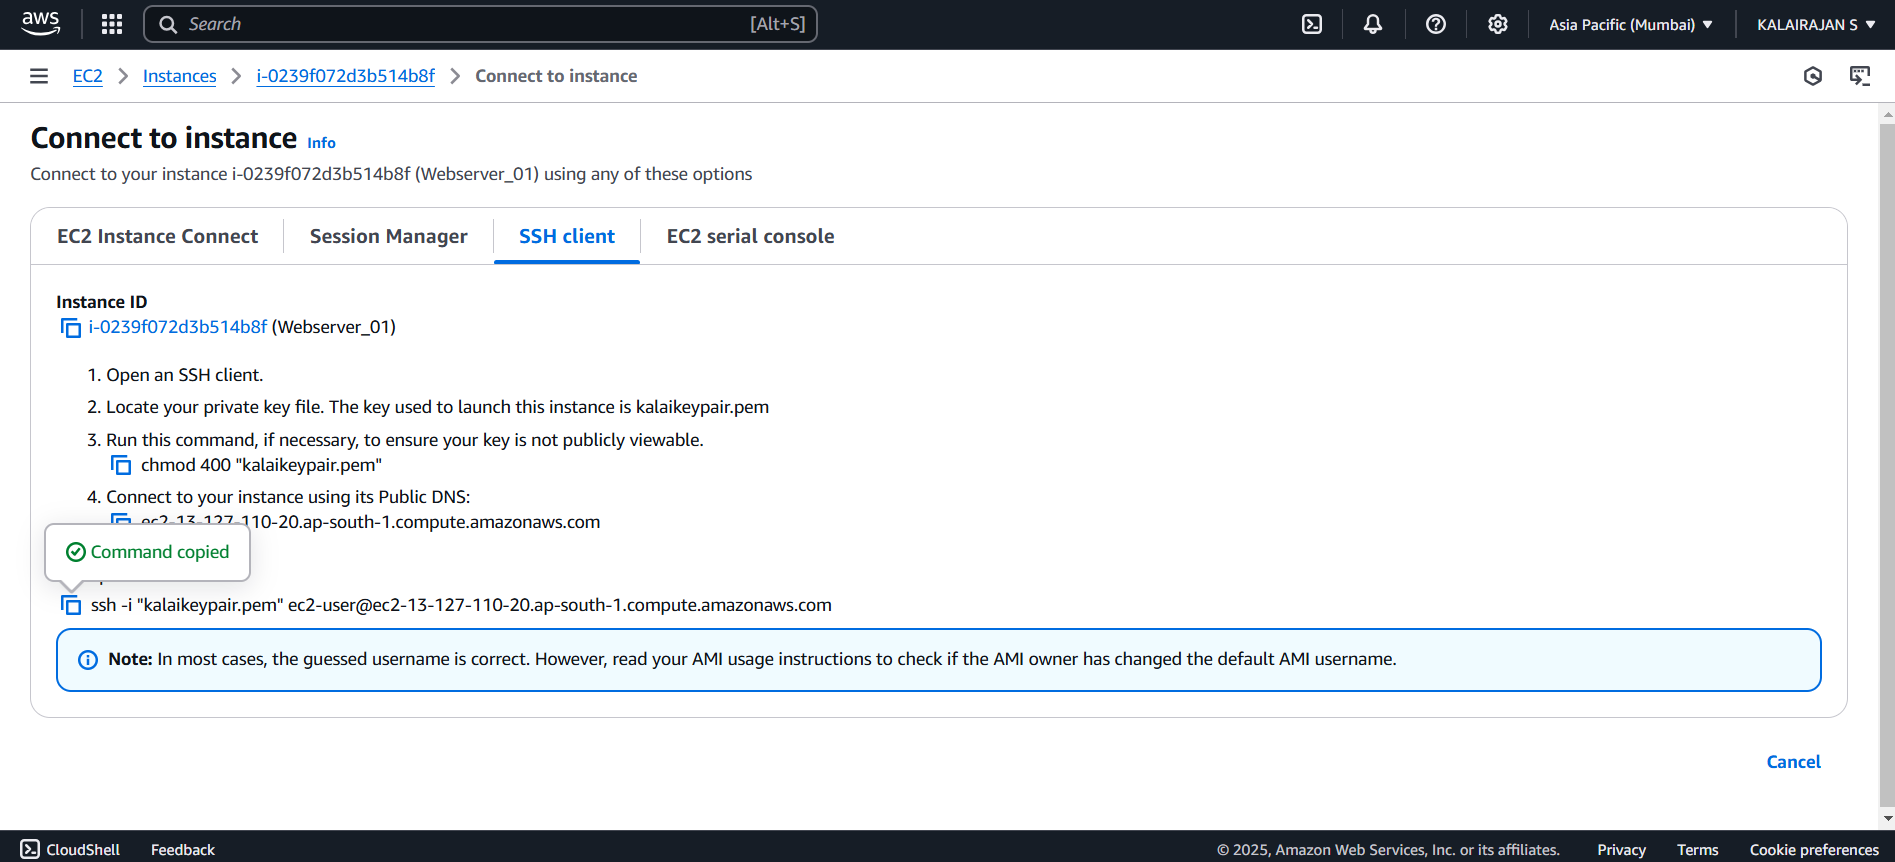 aws Search [Alt+S] Asia Pacific (Mumbai) KALAIRAJAN S
EC2 Instances i-0239f072d3b514b8f Connect to instance
Connect to instance Info
Connect to your instance i-0239f072d3b514b8f (Webserver_01) using any of these options
EC2 Instance Connect Session Manager SSH client EC2 serial console
Instance ID
i-0239f072d3b514b8f (Webserver_01)
1. Open an SSH client.
2. Locate your private key file. The key used to launch this instance is kalaikeypair.pem
3. Run this command, if necessary, to ensure your key is not publicly viewable.
chmod 400 "kalaikeypair.pem"
4. Connect to your instance using its Public DNS:
ec2-13-127-110-20.ap-south-1.compute.amazonaws.com
Command copied
ssh -i "kalaikeypair.pem" ec2-user@ec2-13-127-110-20.ap-south-1.compute.amazonaws.com
Note: In most cases, the guessed username is correct. However, read your AMI usage instructions to check if the AMI owner has changed the default AMI username.
Cancel
CloudShell Feedback © 2025, Amazon Web Services, Inc. or its affiliates. Privacy Terms Cookie preferences